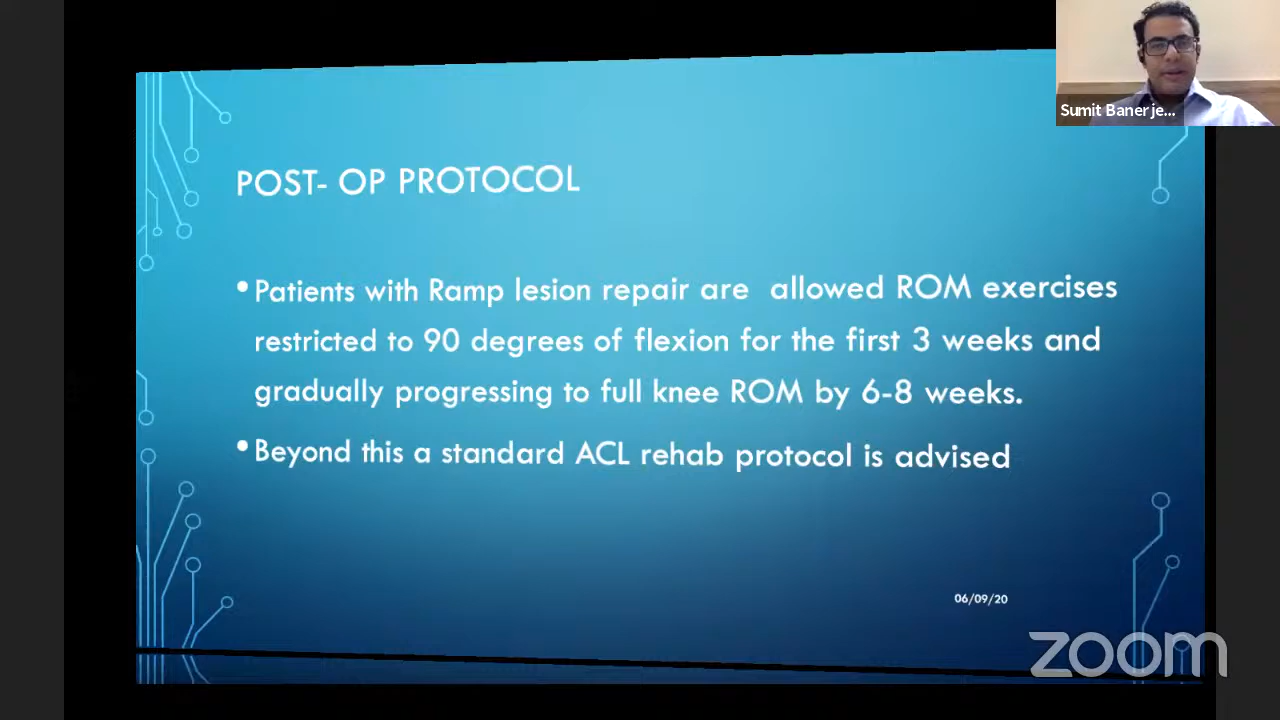 Sumit Banerje...
POST- OP PROTOCOL
• Patients with Ramp lesion repair are allowed ROM exercises
restricted to 90 degrees of flexion for the first 3 weeks and
gradually progressing to full knee ROM by 6-8 weeks.
• Beyond this a standard ACL rehab protocol is advised
06/09/20
zoom